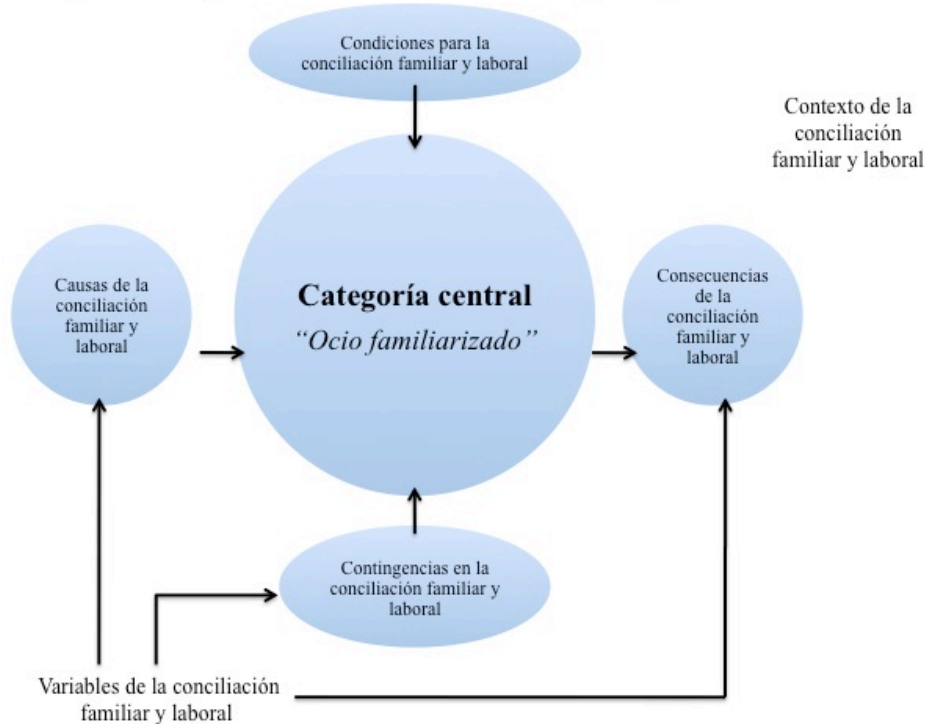 Condiciones para la
conciliación familiar y laboral
Contexto de la
conciliación
familiar y laboral
Causas de la
conciliación
familiar y
laboral
Categoría central
“Ocio familiarizado”
Consecuencias
de la
conciliación
familiar y
laboral
Contingencias en la
conciliación familiar y
laboral
Variables de la conciliación
familiar y laboral